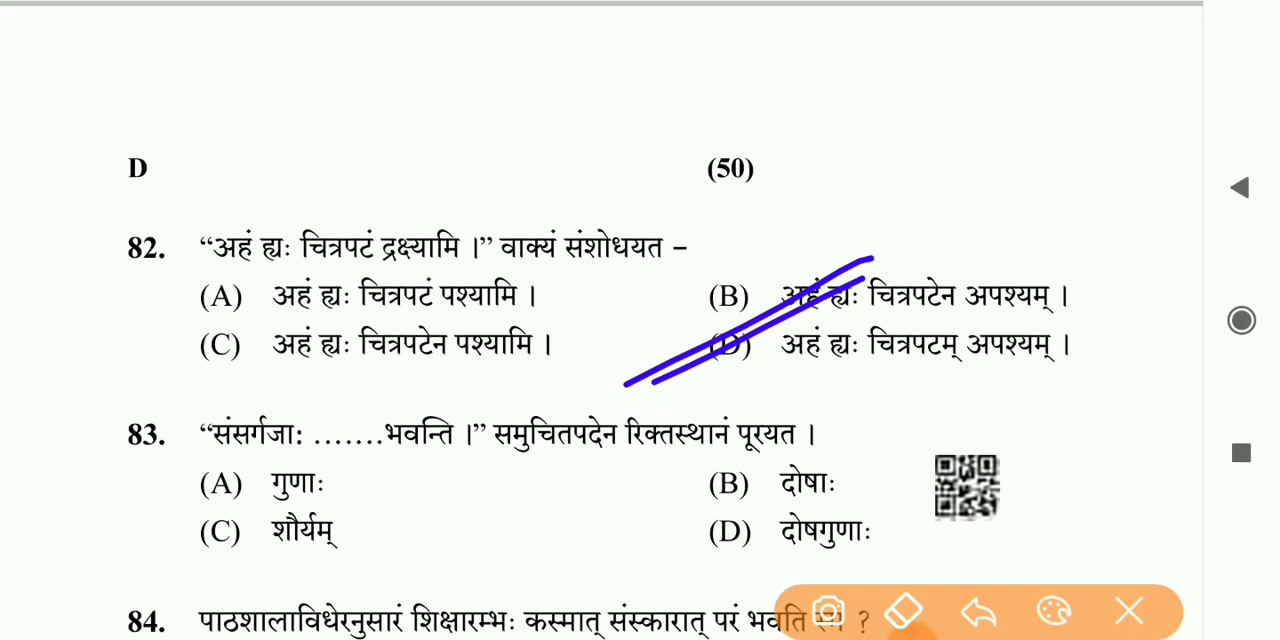 D (50)
82. “अहं ह्यः चित्रपटं द्रक्ष्यामि ।” वाक्यं संशोधयत –
(A) अहं ह्यः चित्रपटं पश्यामि । (B) अहं ह्यः चित्रपटेन अपश्यम् ।
(C) अहं ह्यः चित्रपटेन पश्यामि । (D) अहं ह्यः चित्रपटम् अपश्यम् ।
83. “संसर्गजाः .......भवन्ति ।” समुचितपदेन रिक्तस्थानं पूरयत ।
(A) गुणाः (B) दोषाः
(C) शौर्यम् (D) दोषगुणाः
84. पाठशालाविधेरनुसारं शिक्षारम्भः कस्मात् संस्कारात् परं भवति ?